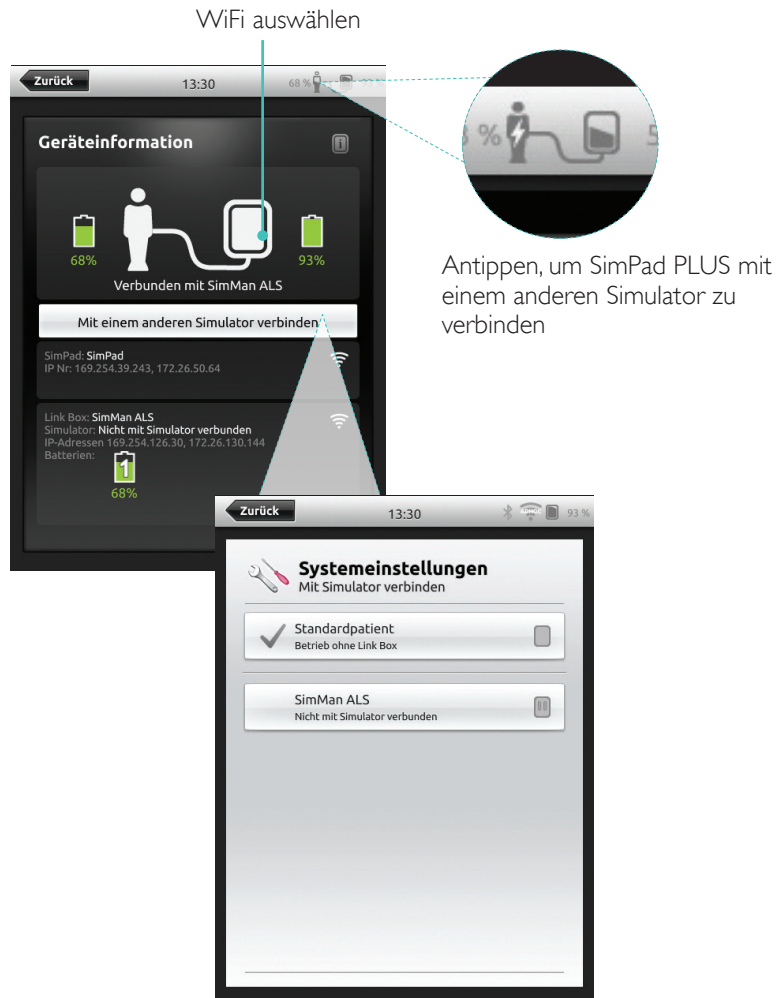 WiFi auswählen
Zurück
13:30
68 %
Geräteinformation
68%
93%
Verbunden mit SimMan ALS
Mit einem anderen Simulator verbinden
SimPad: SimPad
IP Nr: 169.254.39.243, 172.26.50.64
Link Box: SimMan ALS
Simulator: Nicht mit Simulator verbunden
IP-Adressen 169.254.126.30, 172.26.130.144
Batterien:
1
68%
%
Antippen, um SimPad PLUS mit
einem anderen Simulator zu
verbinden
Zurück
13:30
93 %
Systemeinstellungen
Mit Simulator verbinden
Standardpatient
Betrieb ohne Link Box
SimMan ALS
Nicht mit Simulator verbunden